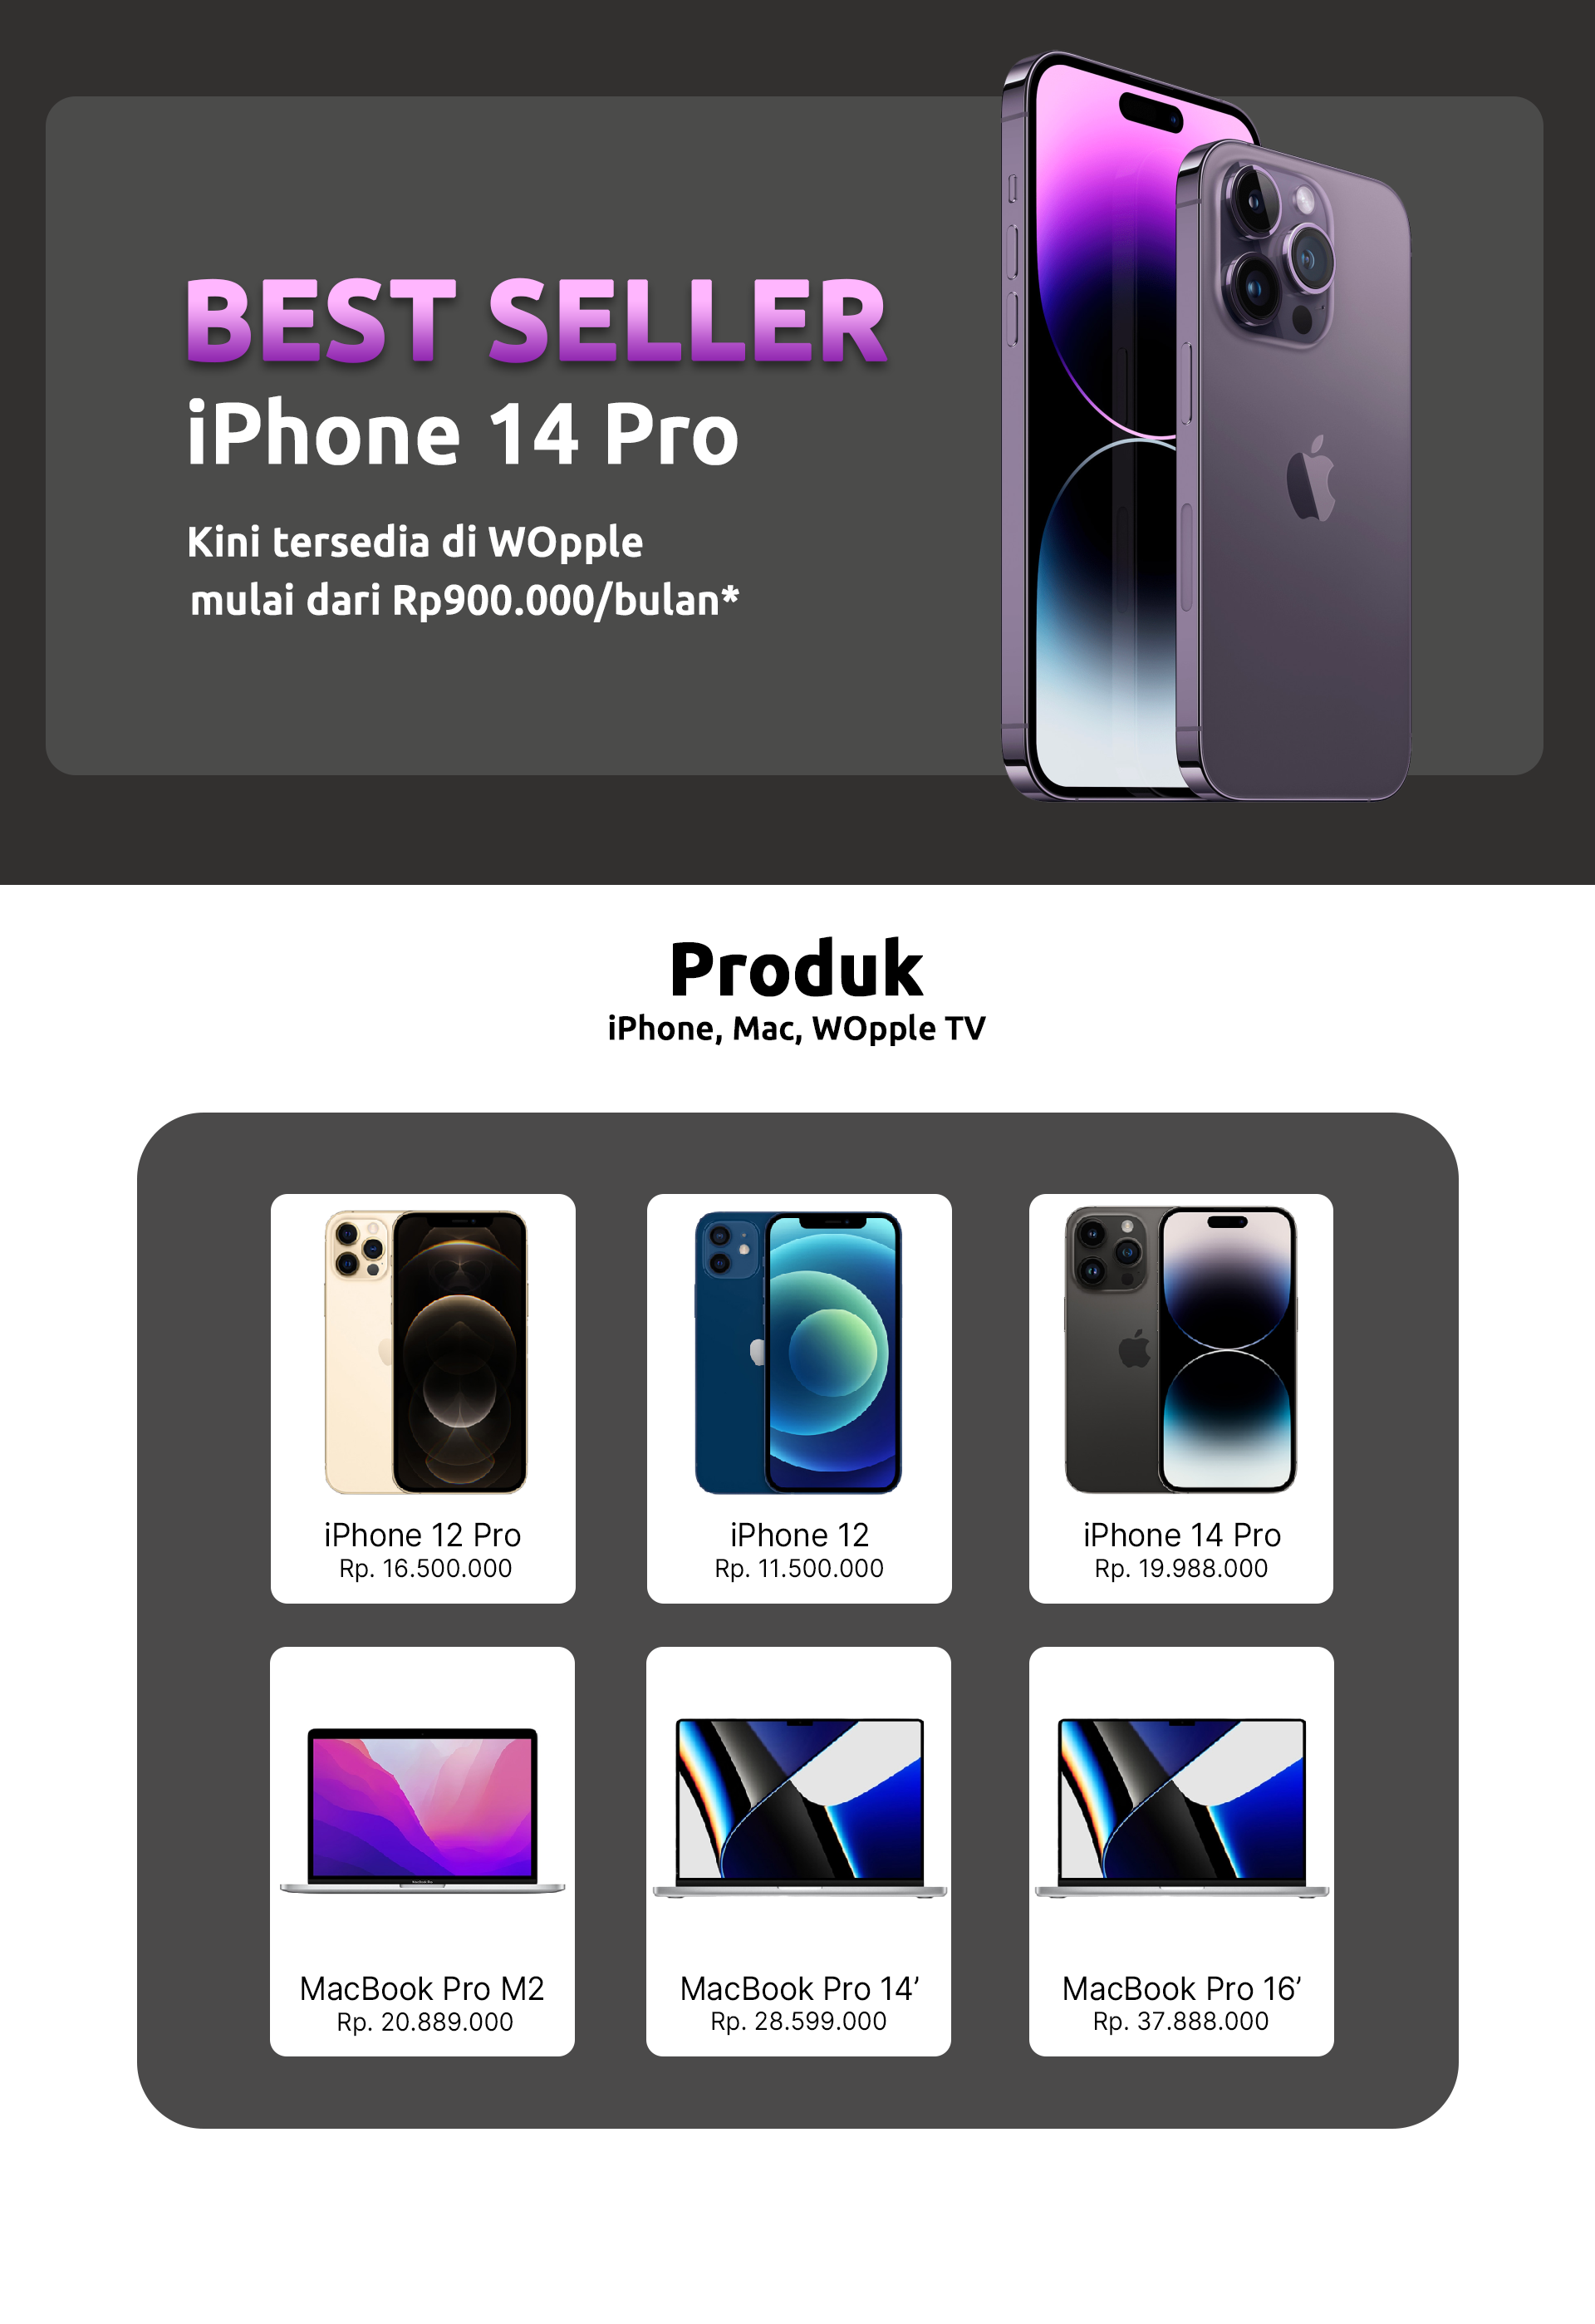 BEST SELLER
iPhone 14 Pro
Kini tersedia di WOpple
mulai dari Rp900.000/bulan*
Produk
iPhone, Mac, WOpple TV
iPhone 12 Pro
Rp. 16.500.000
iPhone 12
Rp. 11.500.000
iPhone 14 Pro
Rp. 19.988.000
MacBook Pro M2
Rp. 20.889.000
MacBook Pro 14’
Rp. 28.599.000
MacBook Pro 16’
Rp. 37.888.000